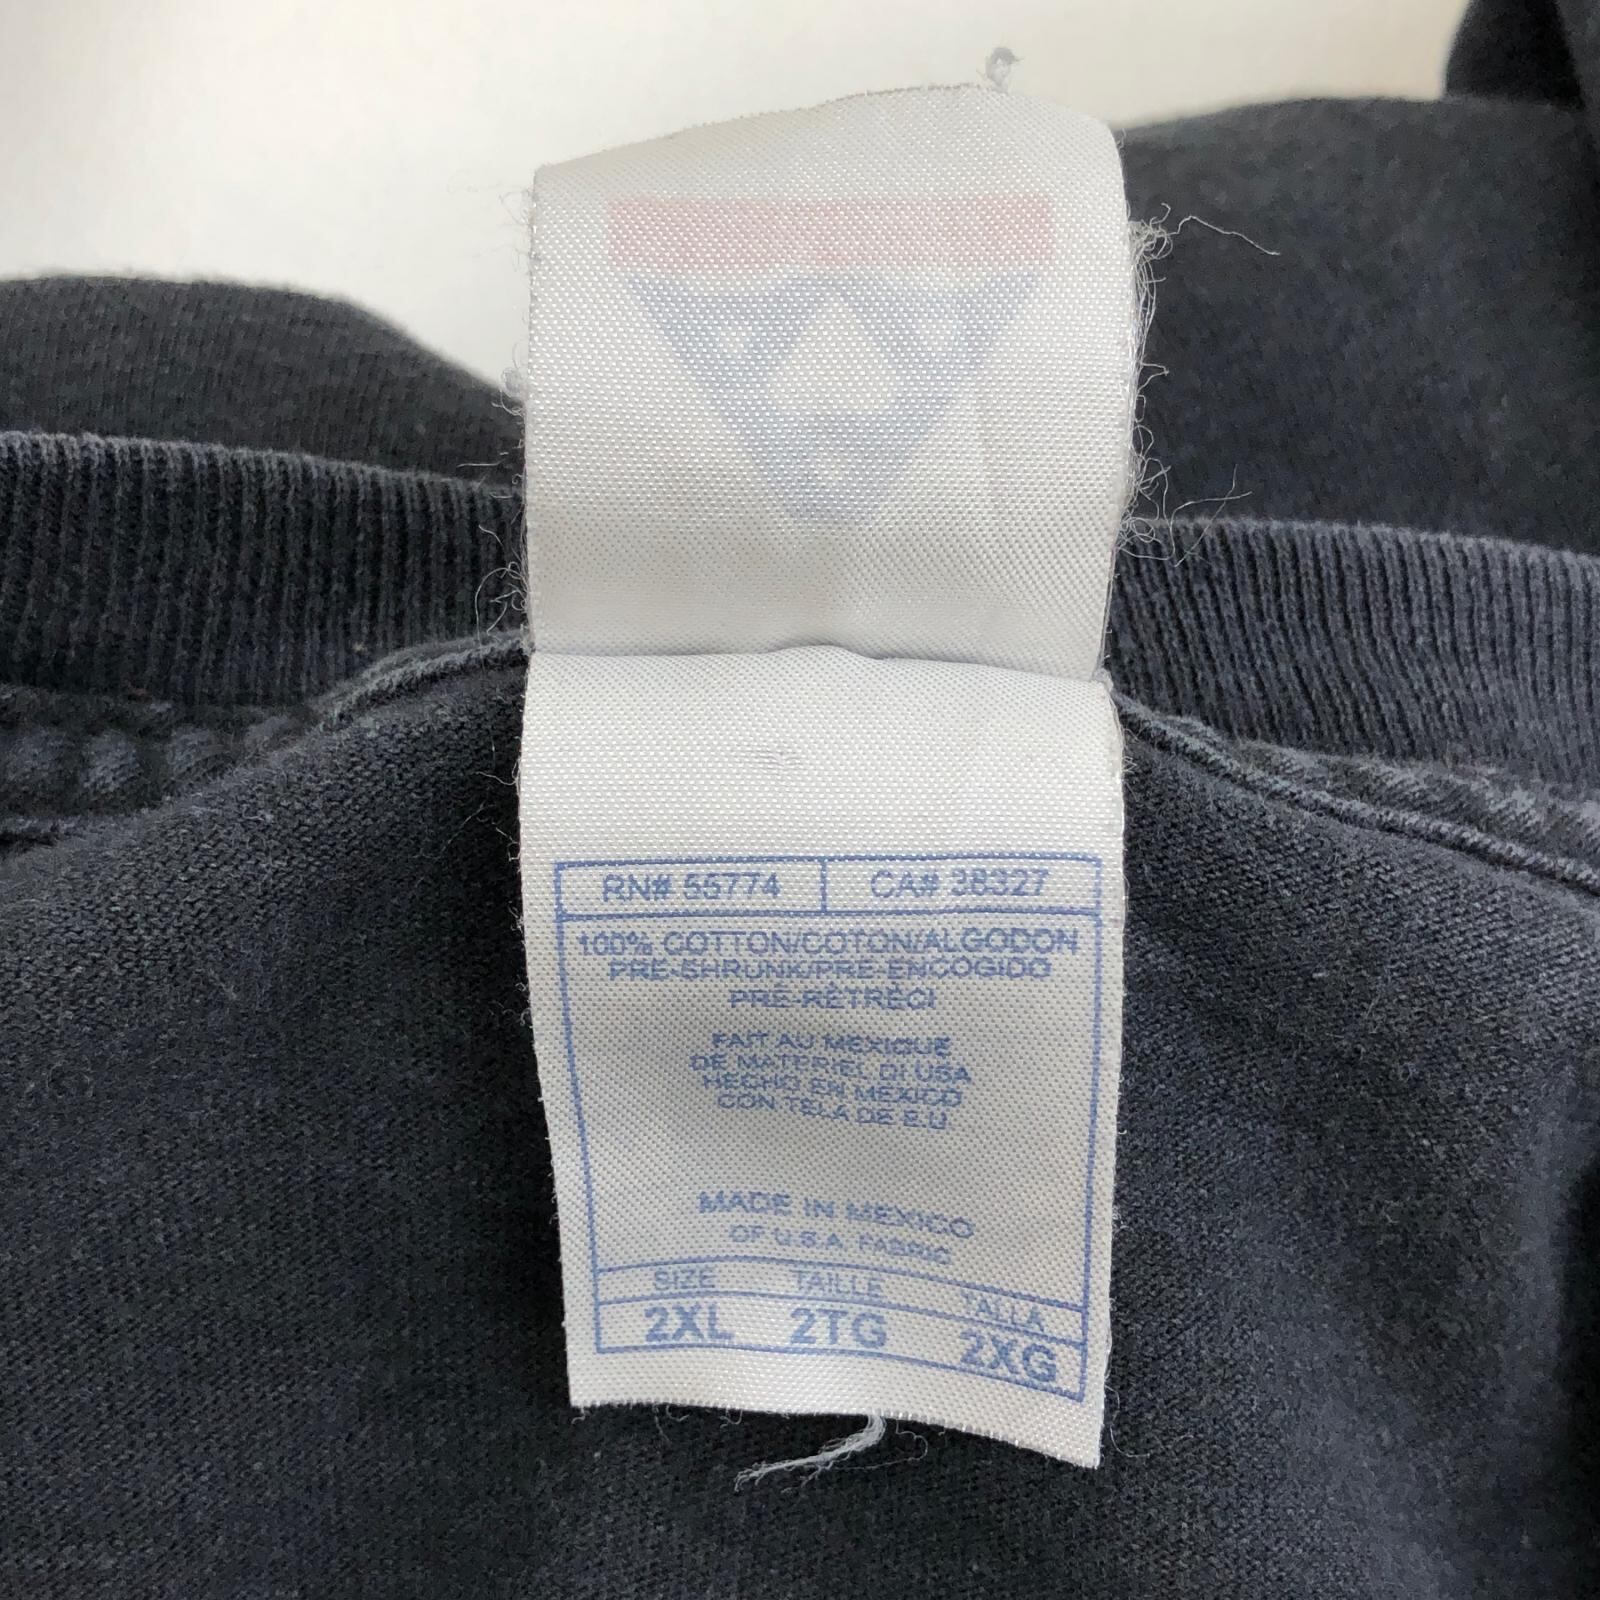 RN# 55774 CA# 38327
100% COTTON/COTON/ALGODON
PRE-SHRUNK/PRE-ENCOGIDO
PRÉ-RÉTRÉCI
FAIT AU MEXIQUE
DE MATERIEL DI USA
HECHO EN MEXICO
CON TELA DE E.U
MADE IN MEXICO
OF U.S.A. FABRIC
SIZE TAILLE TALLA
2XL 2TG 2XG